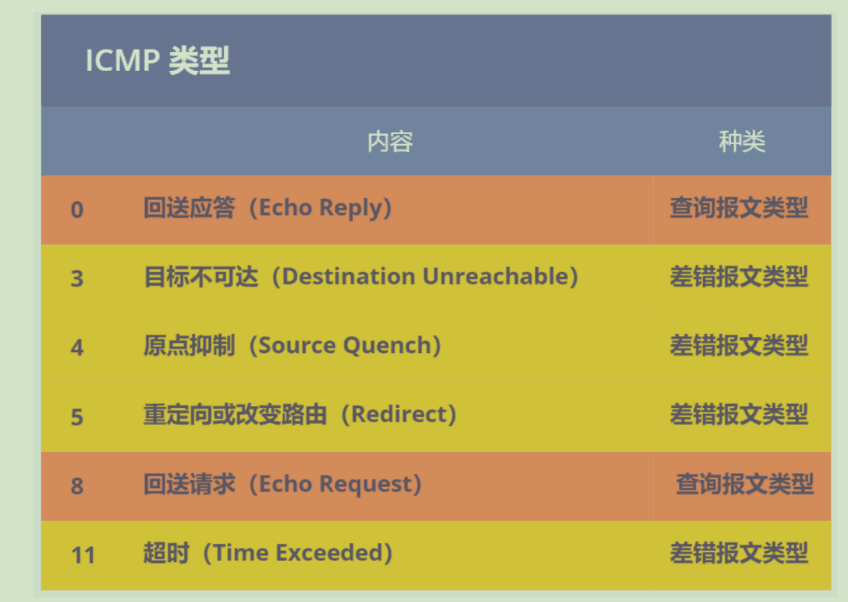 ICMP 类型
内容 种类
0 回送应答（Echo Reply） 查询报文类型
3 目标不可达（Destination Unreachable） 差错报文类型
4 原点抑制（Source Quench） 差错报文类型
5 重定向或改变路由（Redirect） 差错报文类型
8 回送请求（Echo Request） 查询报文类型
11 超时（Time Exceeded） 差错报文类型